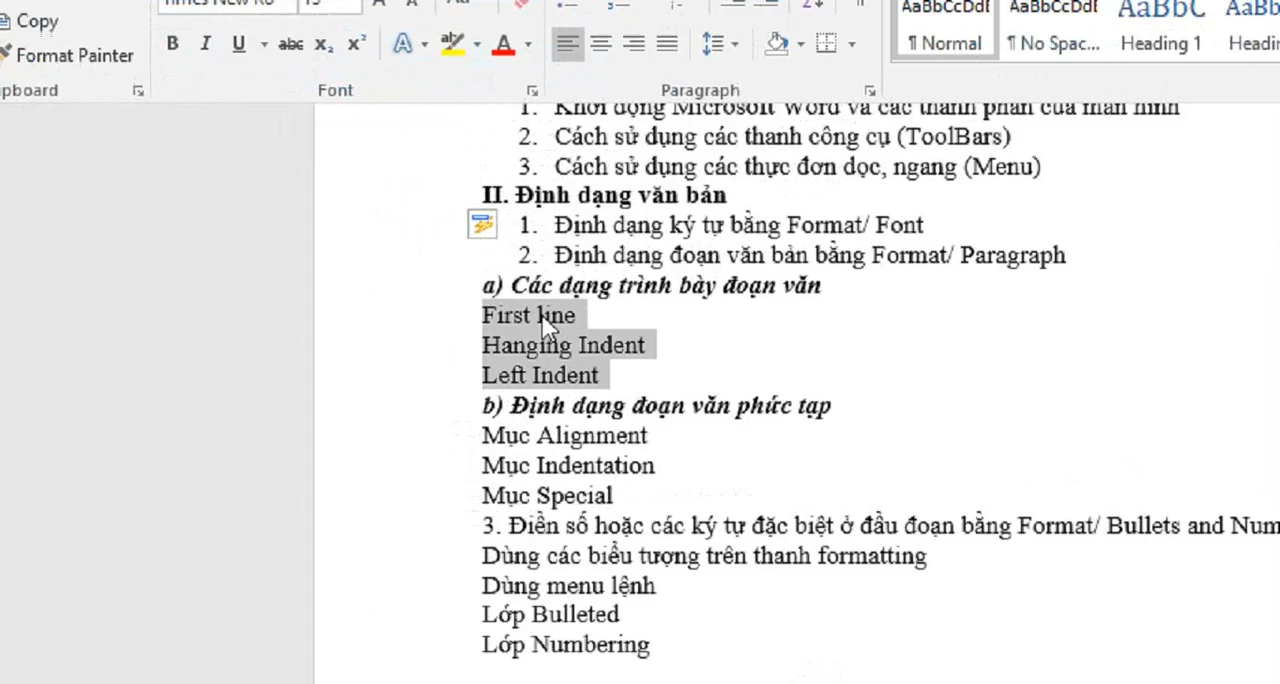 Copy
Format Painter
Font
Paragraph
¶ Normal
¶ No Spac...
Heading 1
AaBbCcDdI
AaBbCcDdI
AaBbC
1. Khởi động Microsoft Word và các thành phần của màn hình
2. Cách sử dụng các thanh công cụ (ToolBars)
3. Cách sử dụng các thực đơn dọc, ngang (Menu)
II. Định dạng văn bản
1. Định dạng ký tự bằng Format/ Font
2. Định dạng đoạn văn bản bằng Format/ Paragraph
a) Các dạng trình bày đoạn văn
First line
Hanging Indent
Left Indent
b) Định dạng đoạn văn phức tạp
Mục Alignment
Mục Indentation
Mục Special
3. Điền số hoặc các ký tự đặc biệt ở đầu đoạn bằng Format/ Bullets and Num
Dùng các biểu tượng trên thanh formatting
Dùng menu lệnh
Lớp Bulleted
Lớp Numbering